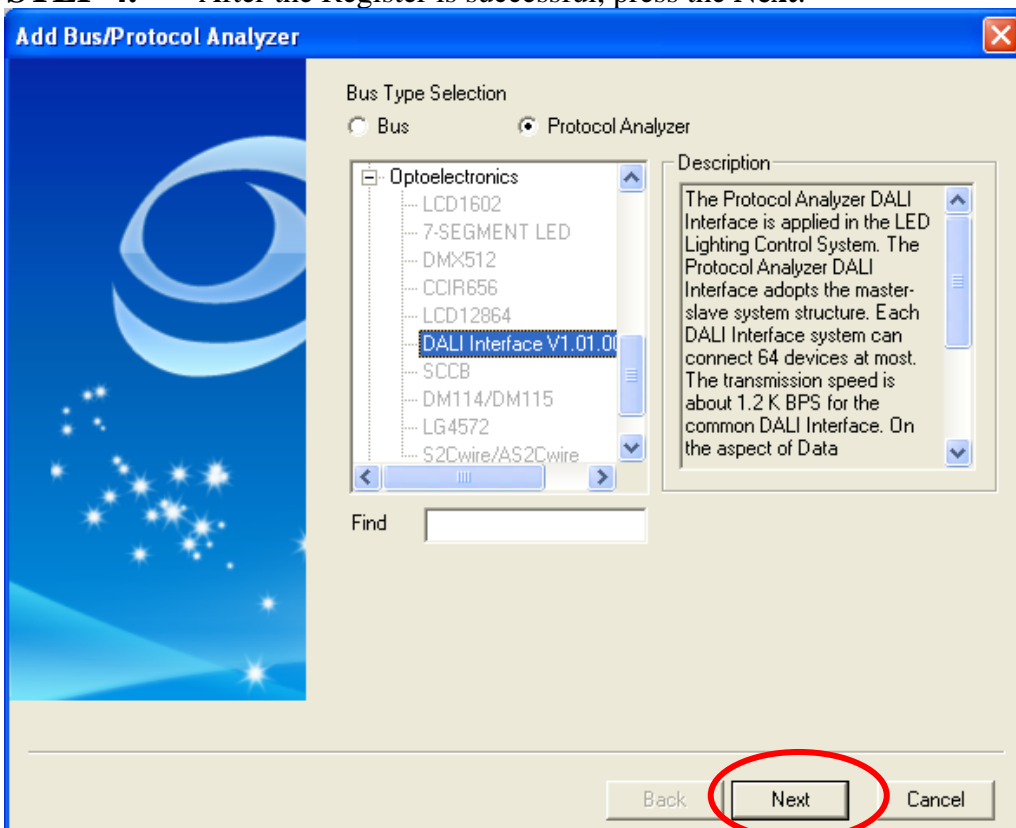 STEP 4. After the Register is successful, press the Next.
Add Bus/Protocol Analyzer
Bus Type Selection
Bus
Protocol Analyzer
Optoelectronics
LCD1602
7-SEGMENT LED
DMX512
CCIR656
LCD12864
DALI Interface V1.01.00
SCCB
DM114/DM115
LG4572
S2Cwire/AS2Cwire
Description
The Protocol Analyzer DALI
Interface is applied in the LED
Lighting Control System. The
Protocol Analyzer DALI
Interface adopts the master-
slave system structure. Each
DALI Interface system can
connect 64 devices at most.
The transmission speed is
about 1.2 K BPS for the
common DALI Interface. On
the aspect of Data
Find
Back
Next
Cancel